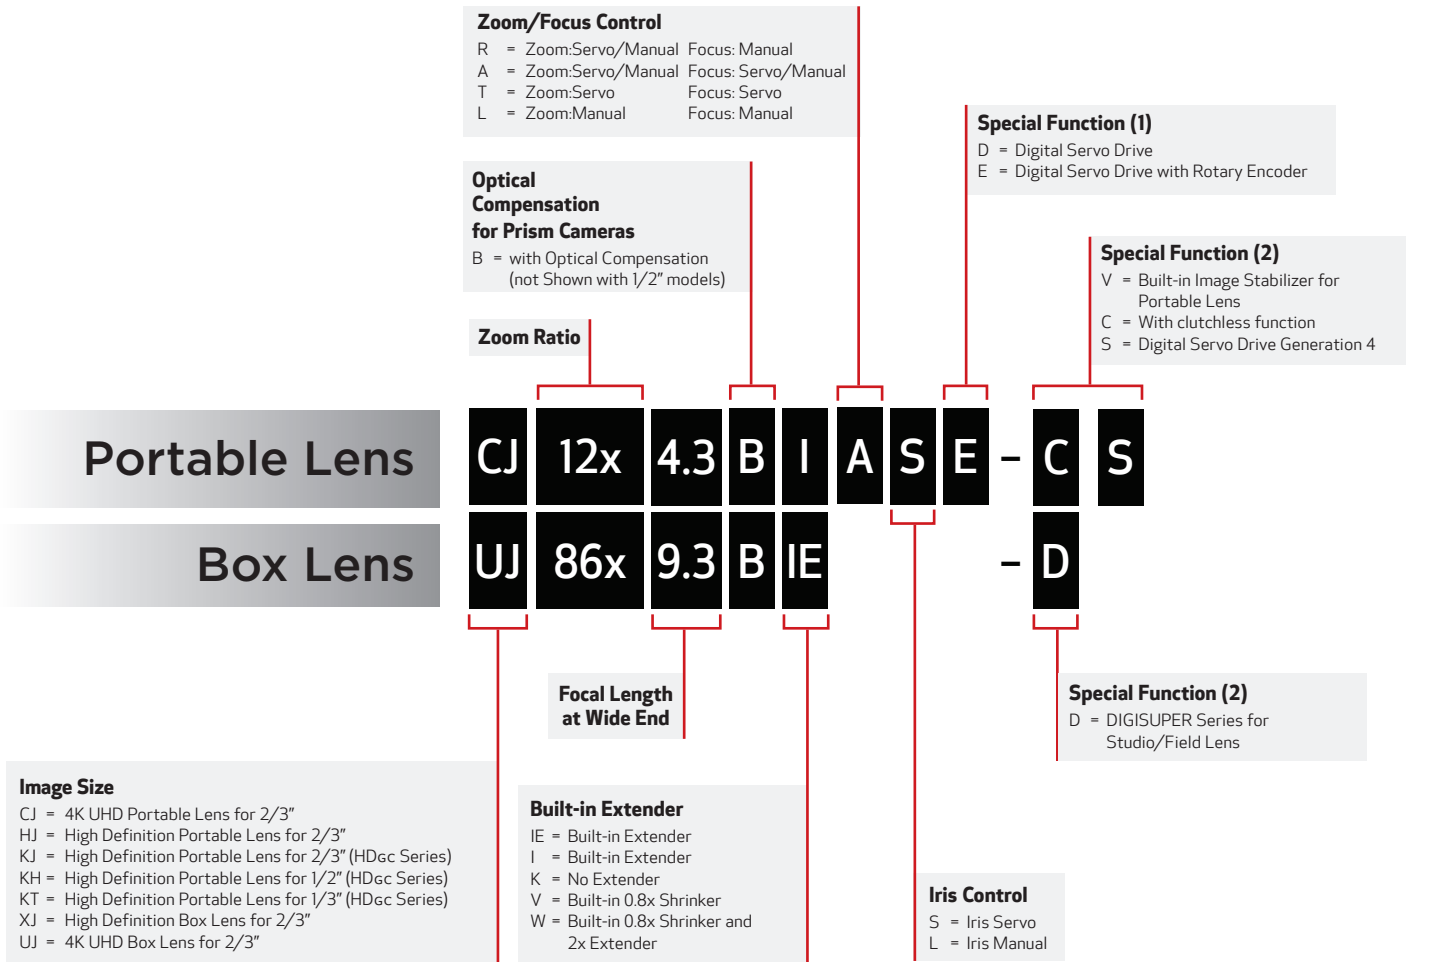 Zoom/Focus Control
R = Zoom:Servo/Manual Focus: Manual
A = Zoom:Servo/Manual Focus: Servo/Manual
T = Zoom:Servo Focus: Servo
L = Zoom:Manual Focus: Manual
Special Function (1)
D = Digital Servo Drive
E = Digital Servo Drive with Rotary Encoder
Optical
Compensation
for Prism Cameras
B = with Optical Compensation
(not Shown with 1/2" models)
Special Function (2)
V = Built-in Image Stabilizer for
Portable Lens
C = With clutchless function
S = Digital Servo Drive Generation 4
Zoom Ratio
Portable Lens CJ 12x 4.3 B I A S E – C S
Box Lens UJ 86x 9.3 B IE – D
Focal Length
at Wide End
Special Function (2)
D = DIGISUPER Series for
Studio/Field Lens
Image Size
CJ = 4K UHD Portable Lens for 2/3"
HJ = High Definition Portable Lens for 2/3"
KJ = High Definition Portable Lens for 2/3" (HDGC Series)
KH = High Definition Portable Lens for 1/2" (HDGC Series)
KT = High Definition Portable Lens for 1/3" (HDGC Series)
XJ = High Definition Box Lens for 2/3"
UJ = 4K UHD Box Lens for 2/3"
Built-in Extender
IE = Built-in Extender
I = Built-in Extender
K = No Extender
V = Built-in 0.8x Shrinker
W = Built-in 0.8x Shrinker and
2x Extender
Iris Control
S = Iris Servo
L = Iris Manual